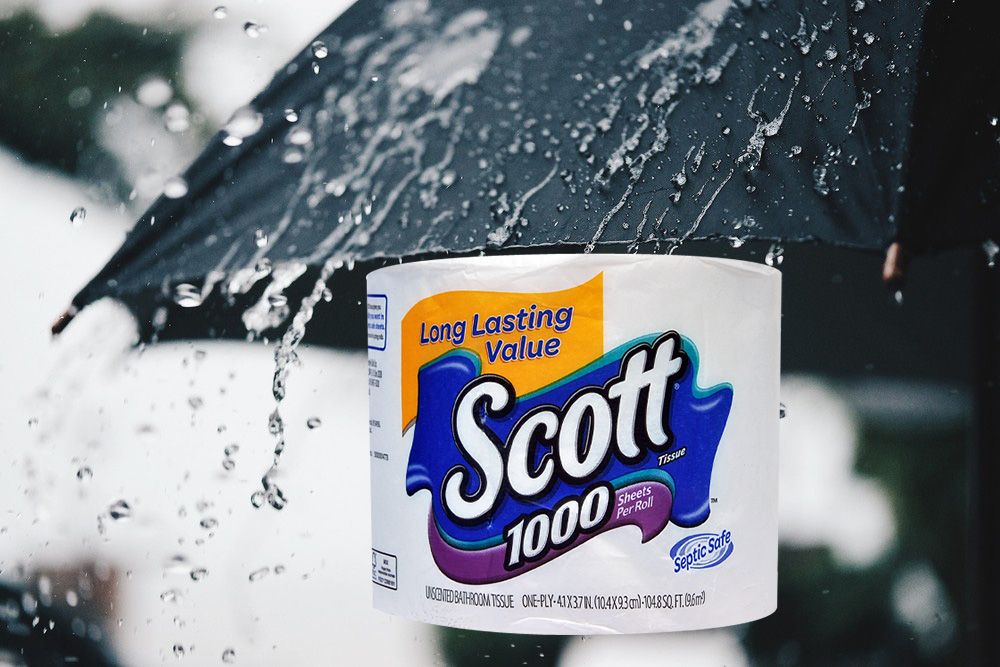 Long Lasting
Value
Scott
Tissue
1000
Sheets
Per Roll
™
Septic Safe
UNSCENTED BATHROOM TISSUE ONE-PLY • 4.1 X 3.7 IN. (10.4 X 9.3 cm) • 104.8 SQ. FT. (9.6 m²)